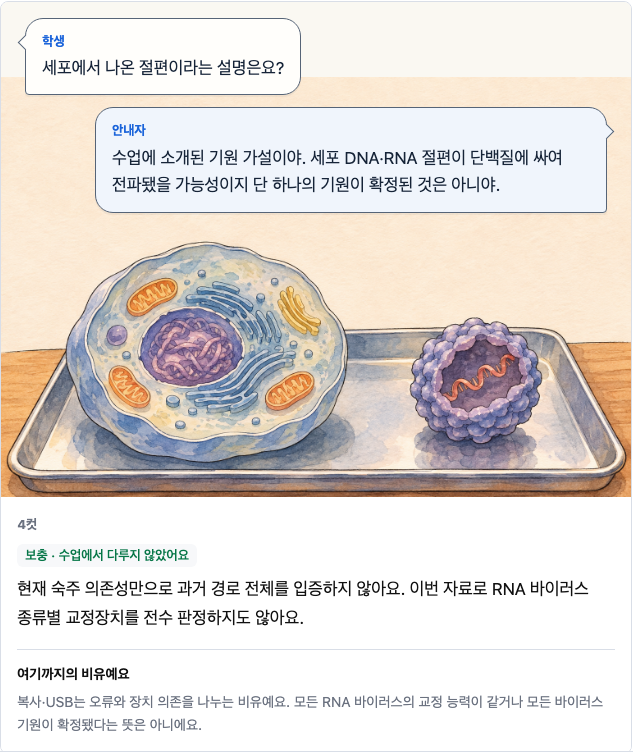 학생
세포에서 나온 절편이라는 설명은요?
안내자
수업에 소개된 기원 가설이야. 세포 DNA·RNA 절편이 단백질에 싸여
전파됐을 가능성이지 단 하나의 기원이 확정된 것은 아니야.
4컷
보충 · 수업에서 다루지 않았어요
현재 숙주 의존성만으로 과거 경로 전체를 입증하지 않아요. 이번 자료로 RNA 바이러스
종류별 교정장치를 전수 판정하지도 않아요.
여기까지의 비유예요
복사·USB는 오류와 장치 의존을 나누는 비유예요. 모든 RNA 바이러스의 교정 능력이 같거나 모든 바이러스
기원이 확정됐다는 뜻은 아니에요.